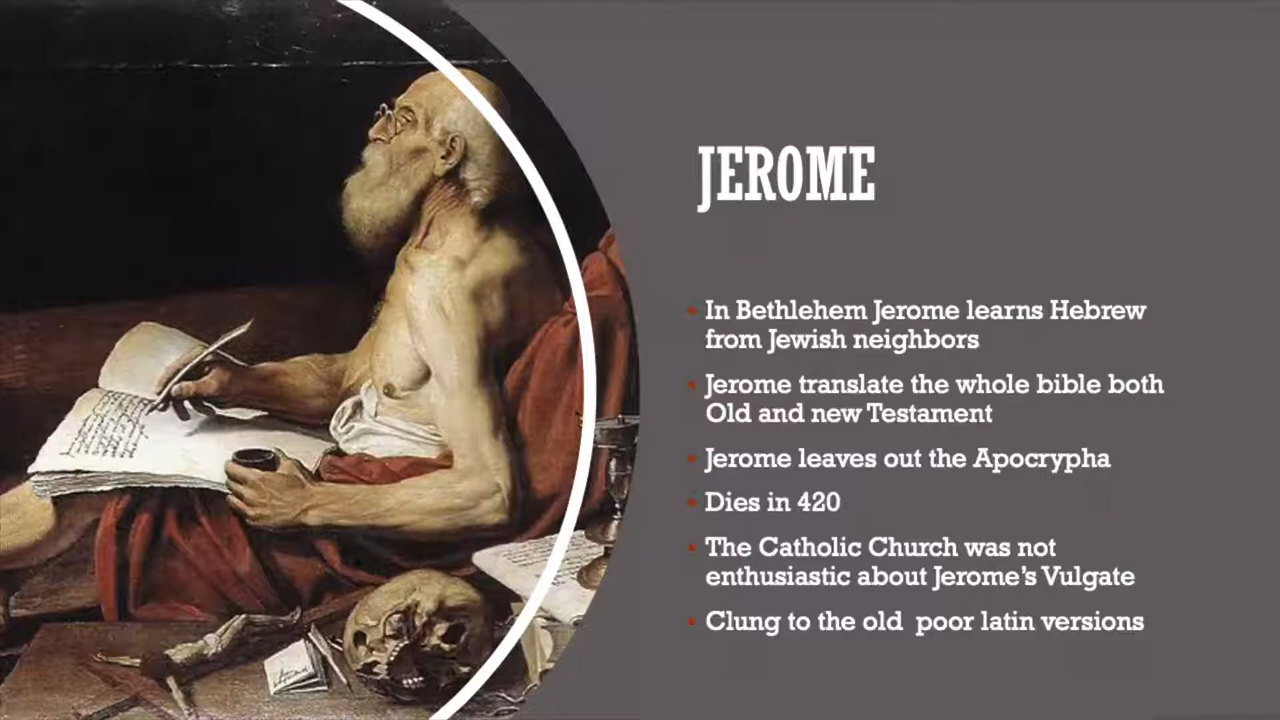 JEROME
In Bethlehem Jerome learns Hebrew
from Jewish neighbors
Jerome translate the whole bible both
Old and new Testament
Jerome leaves out the Apocrypha
Dies in 420
The Catholic Church was not
enthusiastic about Jerome's Vulgate
Clung to the old poor latin versions